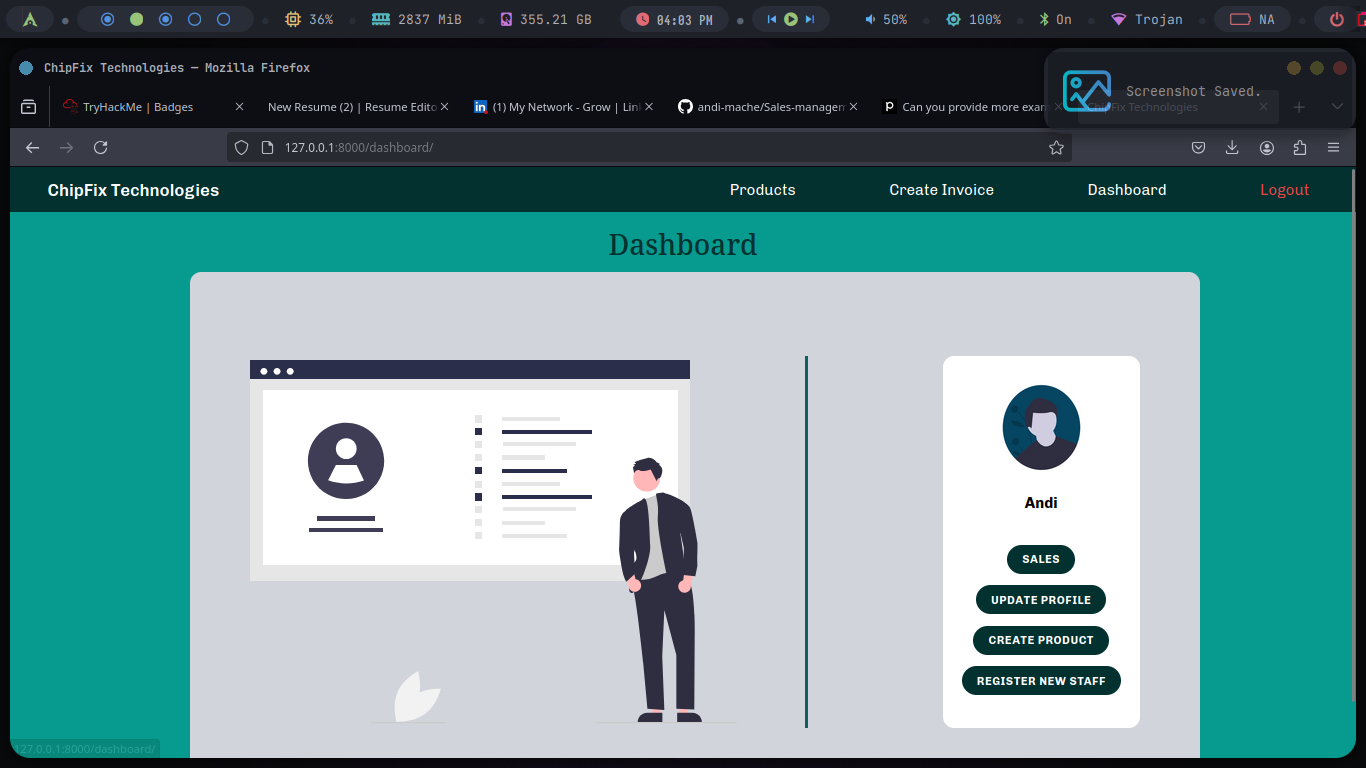 36% 2837 MiB 355.21 GB 04:03 PM 50% 100% On Trojan NA
ChipFix Technologies — Mozilla Firefox
Screenshot Saved.
TryHackMe | Badges New Resume (2) | Resume Edito (1) My Network - Grow | Lin andi-mache/Sales-managem Can you provide more exam ChipFix Technologies
127.0.0.1:8000/dashboard/
ChipFix Technologies Products Create Invoice Dashboard Logout
Dashboard
Andi
SALES
UPDATE PROFILE
CREATE PRODUCT
REGISTER NEW STAFF
127.0.0.1:8000/dashboard/